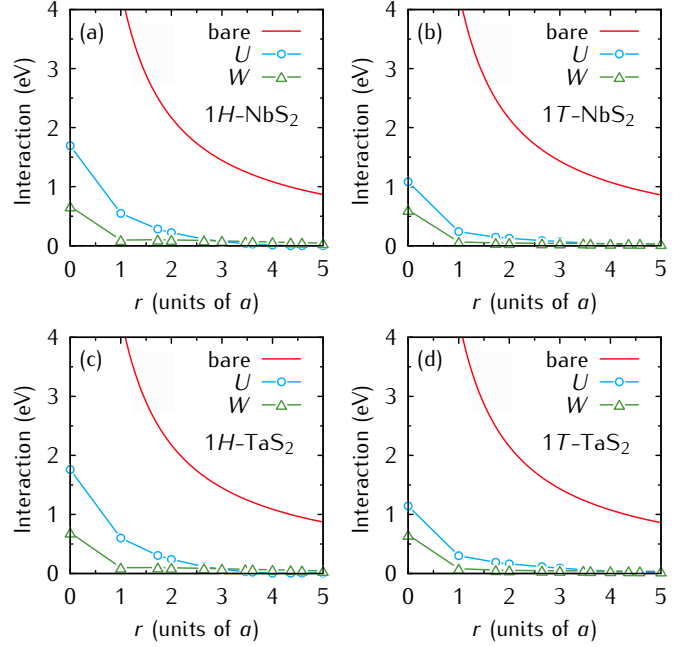 (a)
bare
U
W
1H-NbS2
Interaction (eV)
4
3
2
1
0
0 1 2 3 4 5
r (units of a)
(b)
bare
U
W
1T-NbS2
Interaction (eV)
4
3
2
1
0
0 1 2 3 4 5
r (units of a)
(c)
bare
U
W
1H-TaS2
Interaction (eV)
4
3
2
1
0
0 1 2 3 4 5
r (units of a)
(d)
bare
U
W
1T-TaS2
Interaction (eV)
4
3
2
1
0
0 1 2 3 4 5
r (units of a)